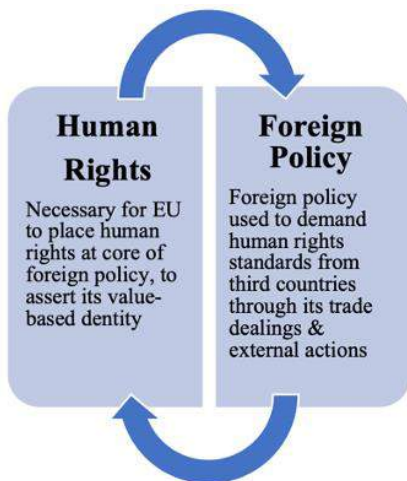 Human
Rights
Necessary for EU
to place human
rights at core of
foreign policy, to
assert its value-
based dentity
Foreign
Policy
Foreign policy
used to demand
human rights
standards from
third countries
through its trade
dealings &
external actions